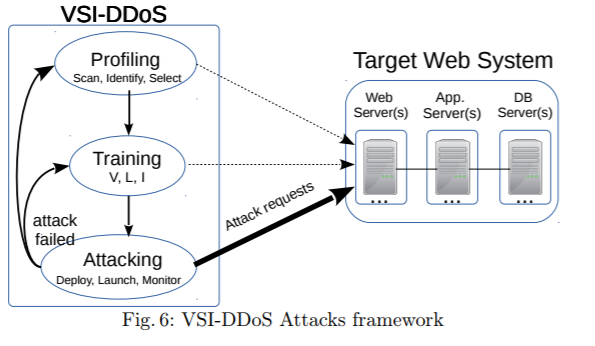 VSI-DDoS
Profiling
Scan, Identify, Select
Training
V, L, I
attack
failed
Attacking
Deploy, Launch, Monitor
Attack requests
Target Web System
Web
Server(s)
App.
Server(s)
DB
Server(s)
...
...
...
Fig. 6: VSI-DDoS Attacks framework